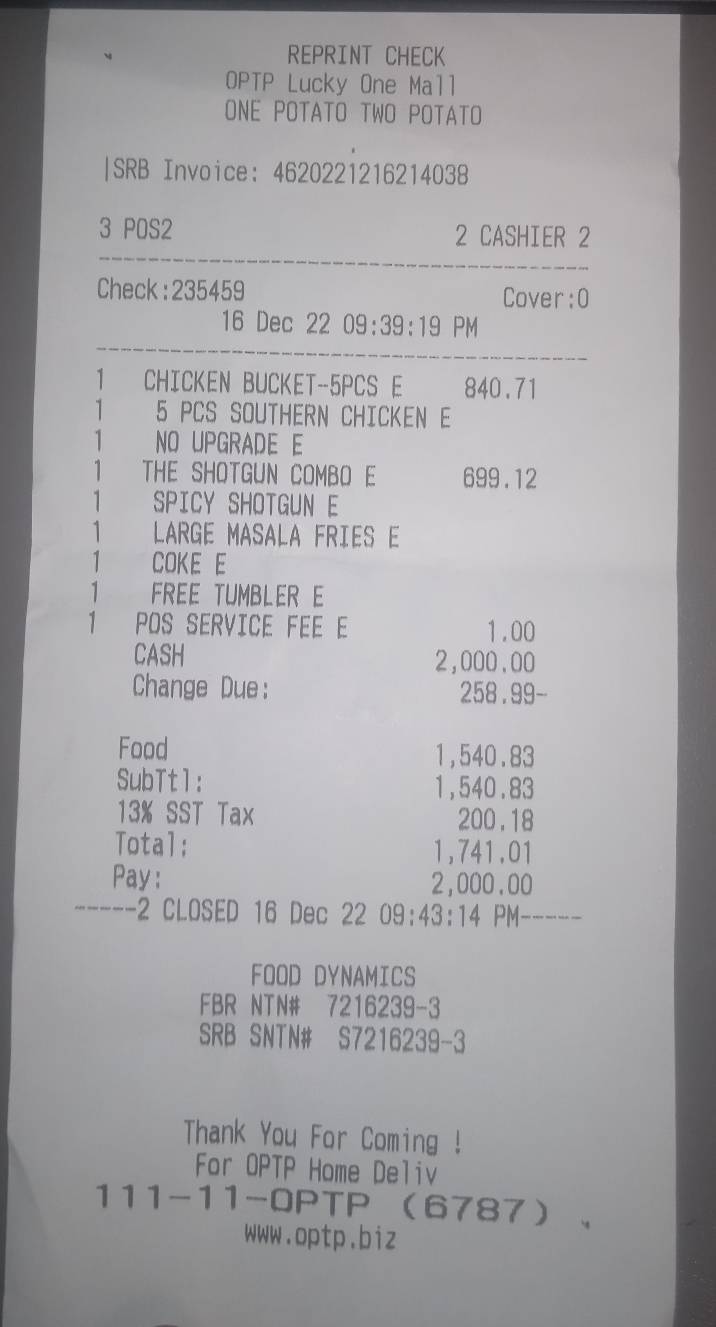 REPRINT CHECK
OPTP Lucky One Mall
ONE POTATO TWO POTATO
|SRB Invoice: 4620221216214038
3 POS2 2 CASHIER 2
--------------------------------------
Check:235459 Cover:0
16 Dec 22 09:39:19 PM
--------------------------------------
1 CHICKEN BUCKET-5PCS E 840.71
1 5 PCS SOUTHERN CHICKEN E
1 NO UPGRADE E
1 THE SHOTGUN COMBO E 699.12
1 SPICY SHOTGUN E
1 LARGE MASALA FRIES E
1 COKE E
1 FREE TUMBLER E
1 POS SERVICE FEE E 1.00
CASH 2,000.00
Change Due: 258.99-
Food 1,540.83
SubTtl: 1,540.83
13% SST Tax 200.18
Total: 1,741.01
Pay: 2,000.00
-----2 CLOSED 16 Dec 22 09:43:14 PM-----
FOOD DYNAMICS
FBR NTN# 7216239-3
SRB SNTN# S7216239-3
Thank You For Coming !
For OPTP Home Deliv
111-11-OPTP (6787)
www.optp.biz